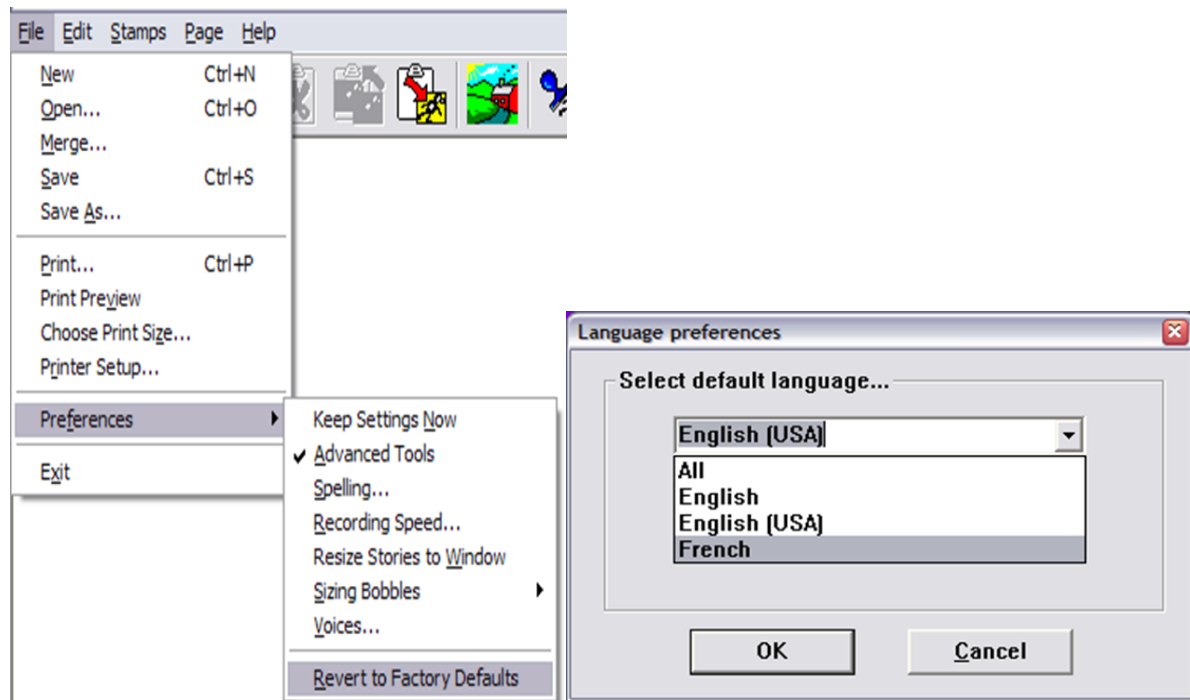 File Edit Stamps Page Help
New Ctrl+N
Open... Ctrl+O
Merge...
Save Ctrl+S
Save As...
Print... Ctrl+P
Print Preview
Choose Print Size...
Printer Setup...
Preferences
Exit
Keep Settings Now
Advanced Tools
Spelling...
Recording Speed...
Resize Stories to Window
Sizing Bobbles
Voices...
Revert to Factory Defaults
Language preferences
Select default language...
English (USA)
All
English
English (USA)
French
OK Cancel